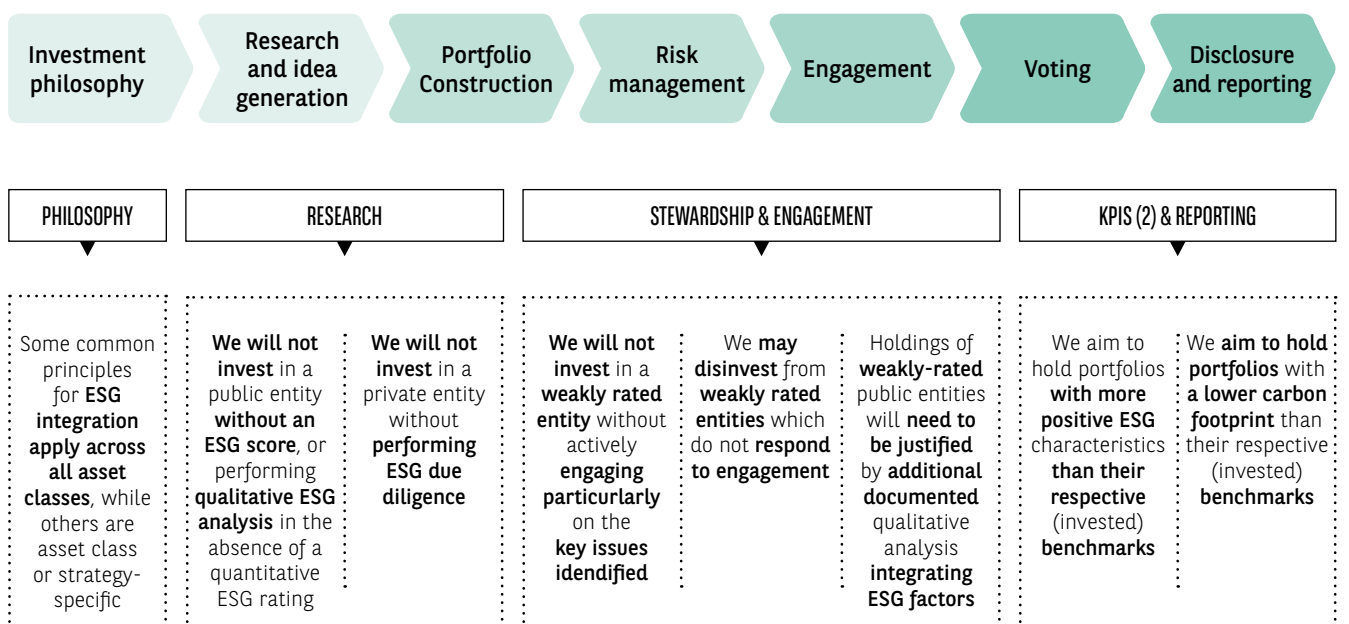 Investment
philosophy
Research
and idea
generation
Portfolio
Construction
Risk
management
Engagement
Voting
Disclosure
and reporting
PHILOSOPHY
RESEARCH
STEWARDSHIP & ENGAGEMENT
KPIS (2) & REPORTING
Some common
principles
for ESG
integration
apply across
all asset
classes, while
others are
asset class
or strategy-
specific
We will not
invest in a
public entity
without an
ESG score, or
performing
qualitative ESG
analysis in the
absence of a
quantitative
ESG rating
We will not
invest in a
private entity
without
performing
ESG due
diligence
We will not
invest in a
weakly rated
entity without
actively
engaging
particurlarly
on the
key issues
idendified
We may
disinvest from
weakly rated
entities which
do not respond
to engagement
Holdings of
weakly-rated
public entities
will need to
be justified
by additional
documented
qualitative
analysis
integrating
ESG factors
We aim to
hold portfolios
with more
positive ESG
characteristics
than their
respective
(invested)
benchmarks
We aim to hold
portfolios with
a lower carbon
footprint than
their respective
(invested)
benchmarks